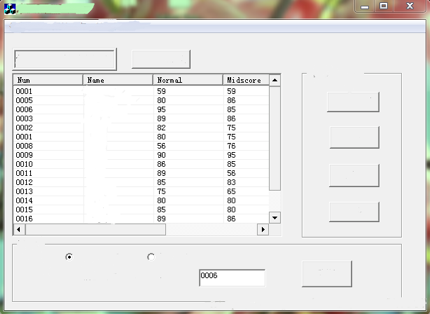 Num Name Normal Midscore
0001 59 59
0005 80 86
0006 95 85
0003 89 86
0002 82 75
0001 80 75
0008 56 76
0009 90 95
0010 86 85
0011 89 56
0012 85 83
0013 75 65
0014 80 80
0015 85 80
0016 89 86
0006